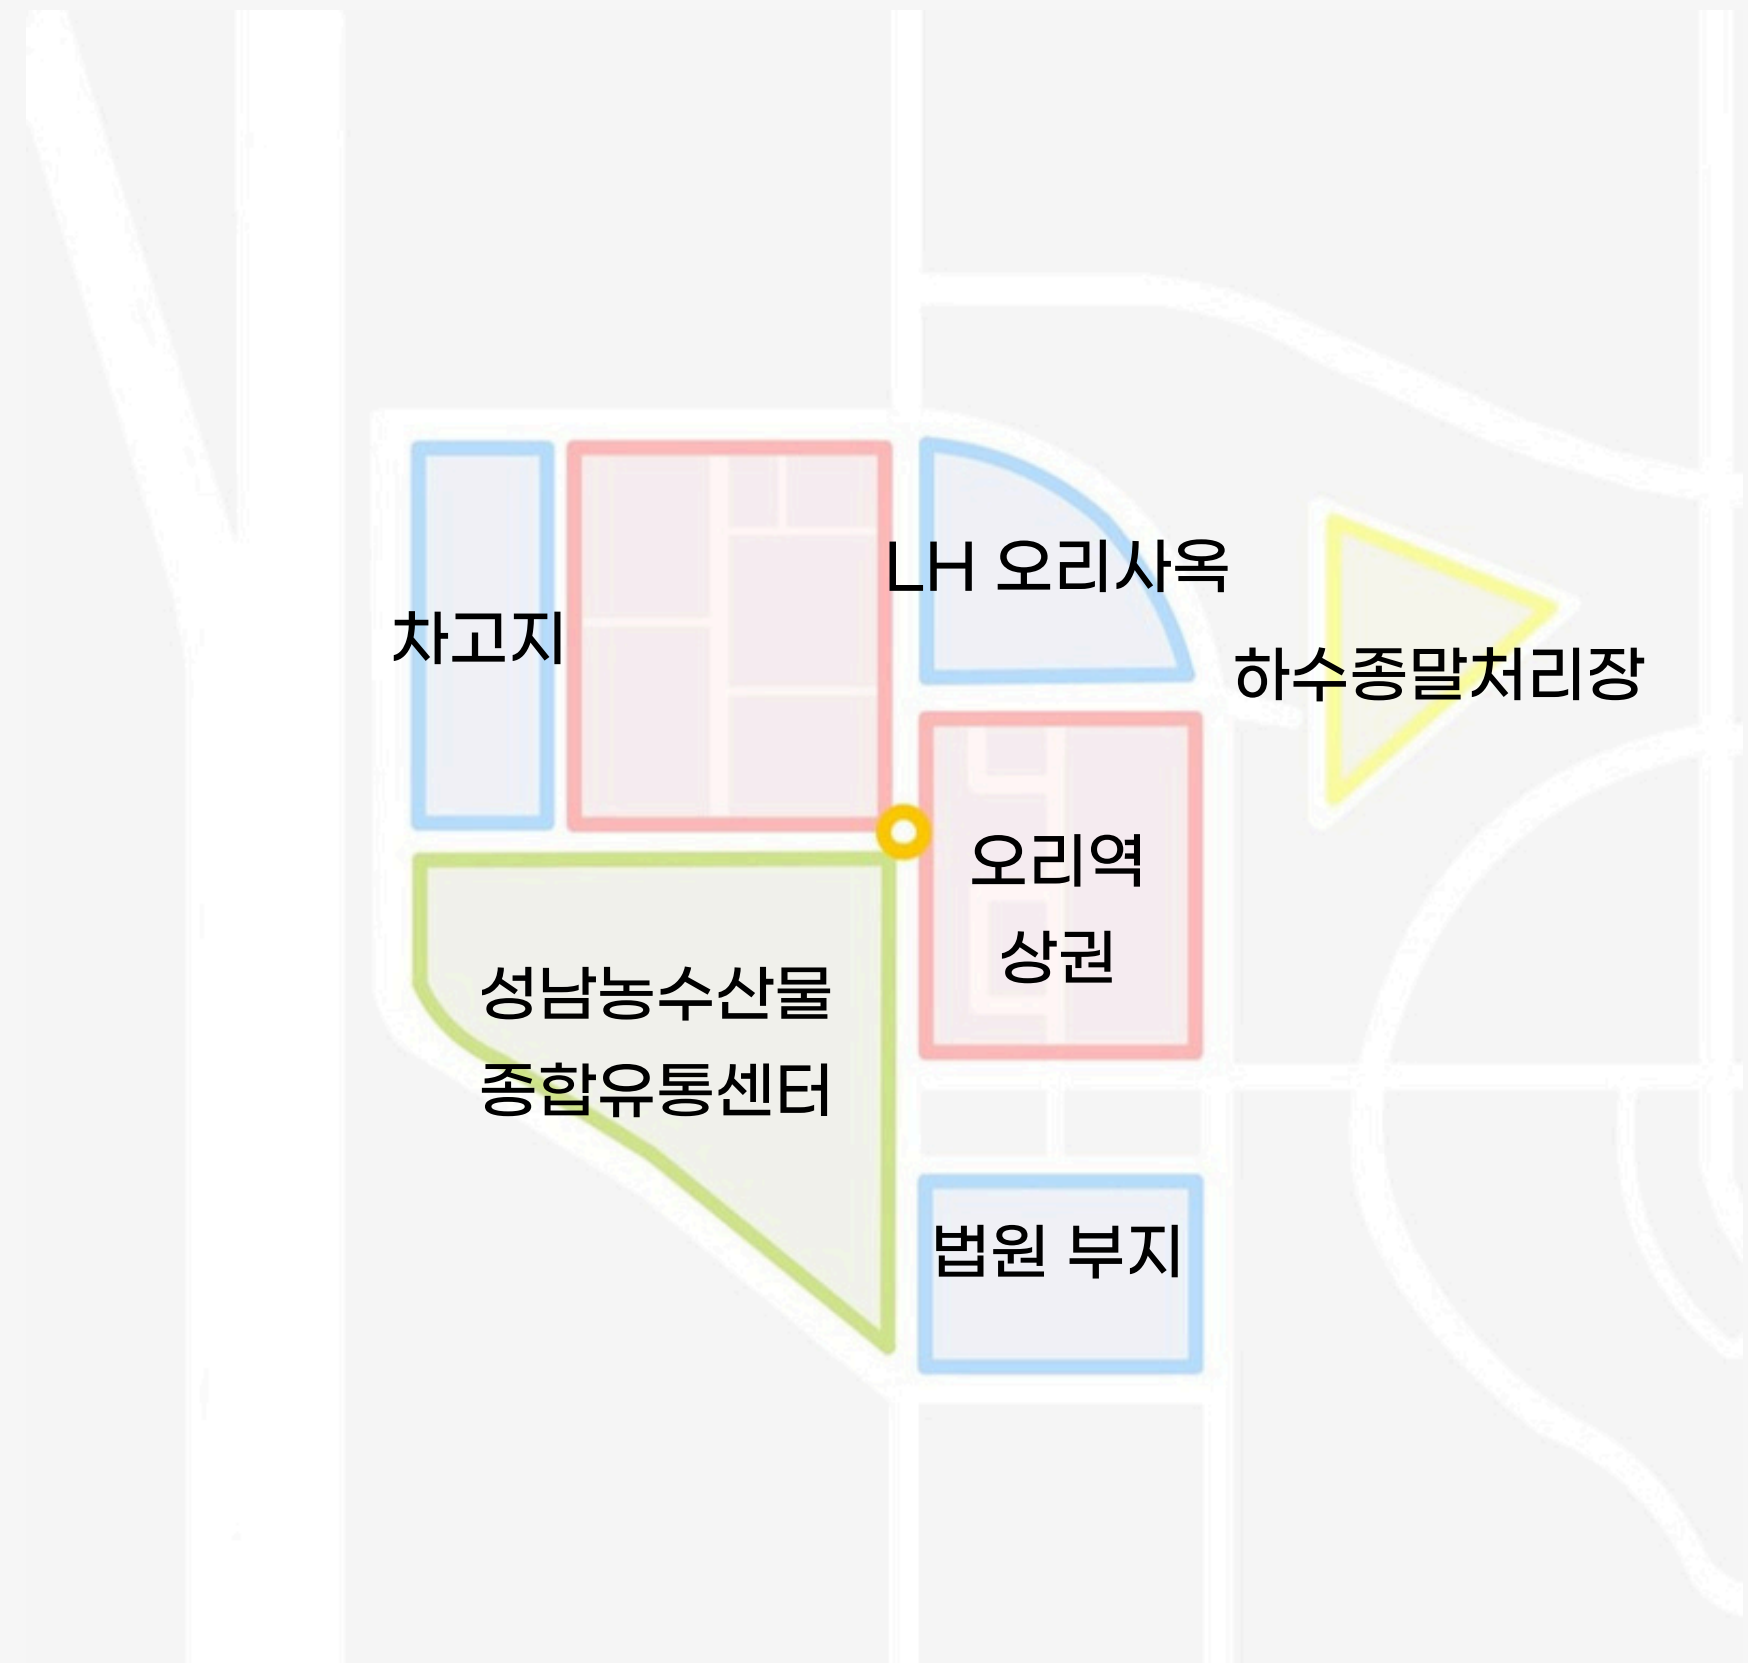 LH 오리사옥
차고지
하수종말처리장
오리역
상권
성남농수산물
종합유통센터
법원 부지